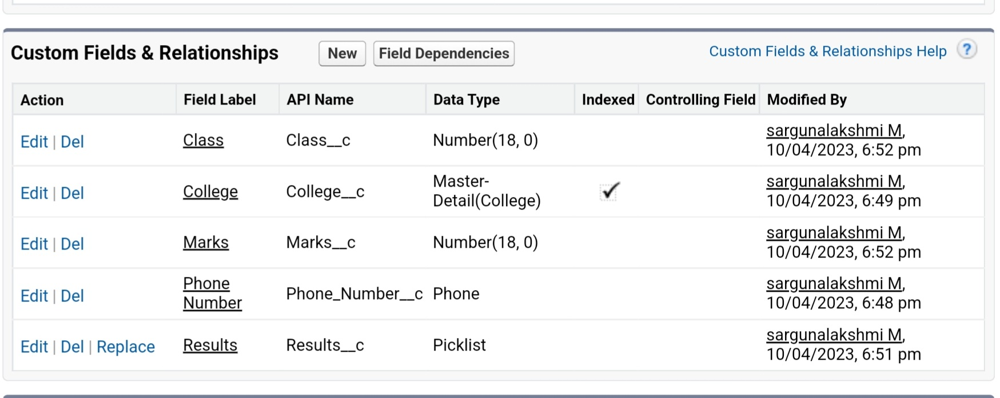 Custom Fields & Relationships New Field Dependencies Custom Fields & Relationships Help ?
Action Field Label API Name Data Type Indexed Controlling Field Modified By
Edit | Del Class Class__c Number(18, 0) sargunalakshmi M,
10/04/2023, 6:52 pm
Edit | Del College College__c Master-
Detail(College) sargunalakshmi M,
10/04/2023, 6:49 pm
Edit | Del Marks Marks__c Number(18, 0) sargunalakshmi M,
10/04/2023, 6:52 pm
Edit | Del Phone
Number Phone_Number__c Phone sargunalakshmi M,
10/04/2023, 6:48 pm
Edit | Del | Replace Results Results__c Picklist sargunalakshmi M,
10/04/2023, 6:51 pm